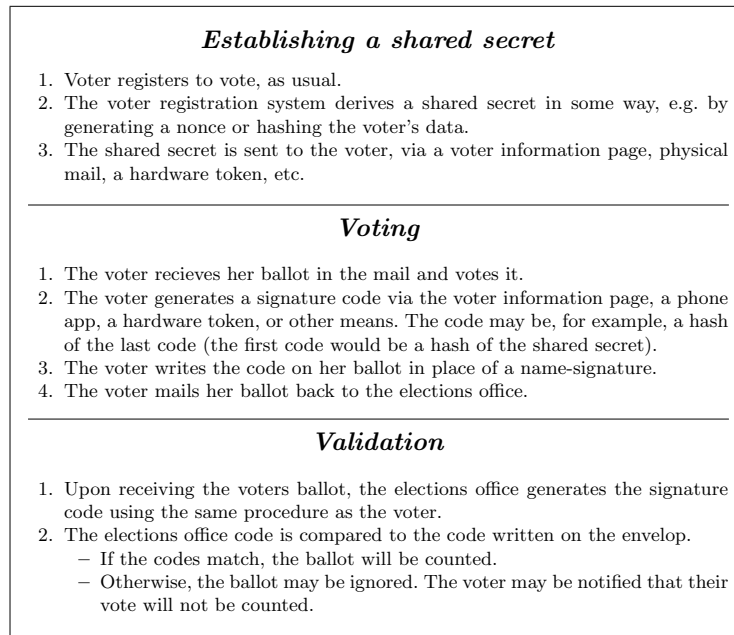 Establishing a shared secret
1. Voter registers to vote, as usual.
2. The voter registration system derives a shared secret in some way, e.g. by
generating a nonce or hashing the voter's data.
3. The shared secret is sent to the voter, via a voter information page, physical
mail, a hardware token, etc.
Voting
1. The voter recieves her ballot in the mail and votes it.
2. The voter generates a signature code via the voter information page, a phone
app, a hardware token, or other means. The code may be, for example, a hash
of the last code (the first code would be a hash of the shared secret).
3. The voter writes the code on her ballot in place of a name-signature.
4. The voter mails her ballot back to the elections office.
Validation
1. Upon receiving the voters ballot, the elections office generates the signature
code using the same procedure as the voter.
2. The elections office code is compared to the code written on the envelop.
– If the codes match, the ballot will be counted.
– Otherwise, the ballot may be ignored. The voter may be notified that their
vote will not be counted.